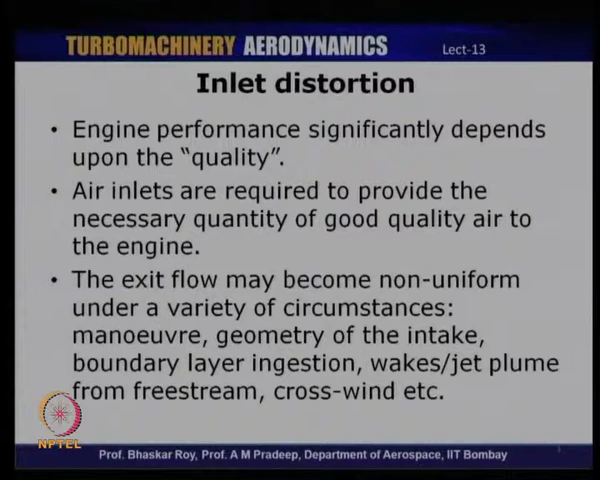 TURBOMACHINERY AERODYNAMICS
Lect-13
Inlet distortion
• Engine performance significantly depends
upon the “quality”.
• Air inlets are required to provide the
necessary quantity of good quality air to
the engine.
• The exit flow may become non-uniform
under a variety of circumstances:
manoeuvre, geometry of the intake,
boundary layer ingestion, wakes/jet plume
from freestream, cross-wind etc.
NPTEL
Prof. Bhaskar Roy, Prof. A M Pradeep, Department of Aerospace, IIT Bombay